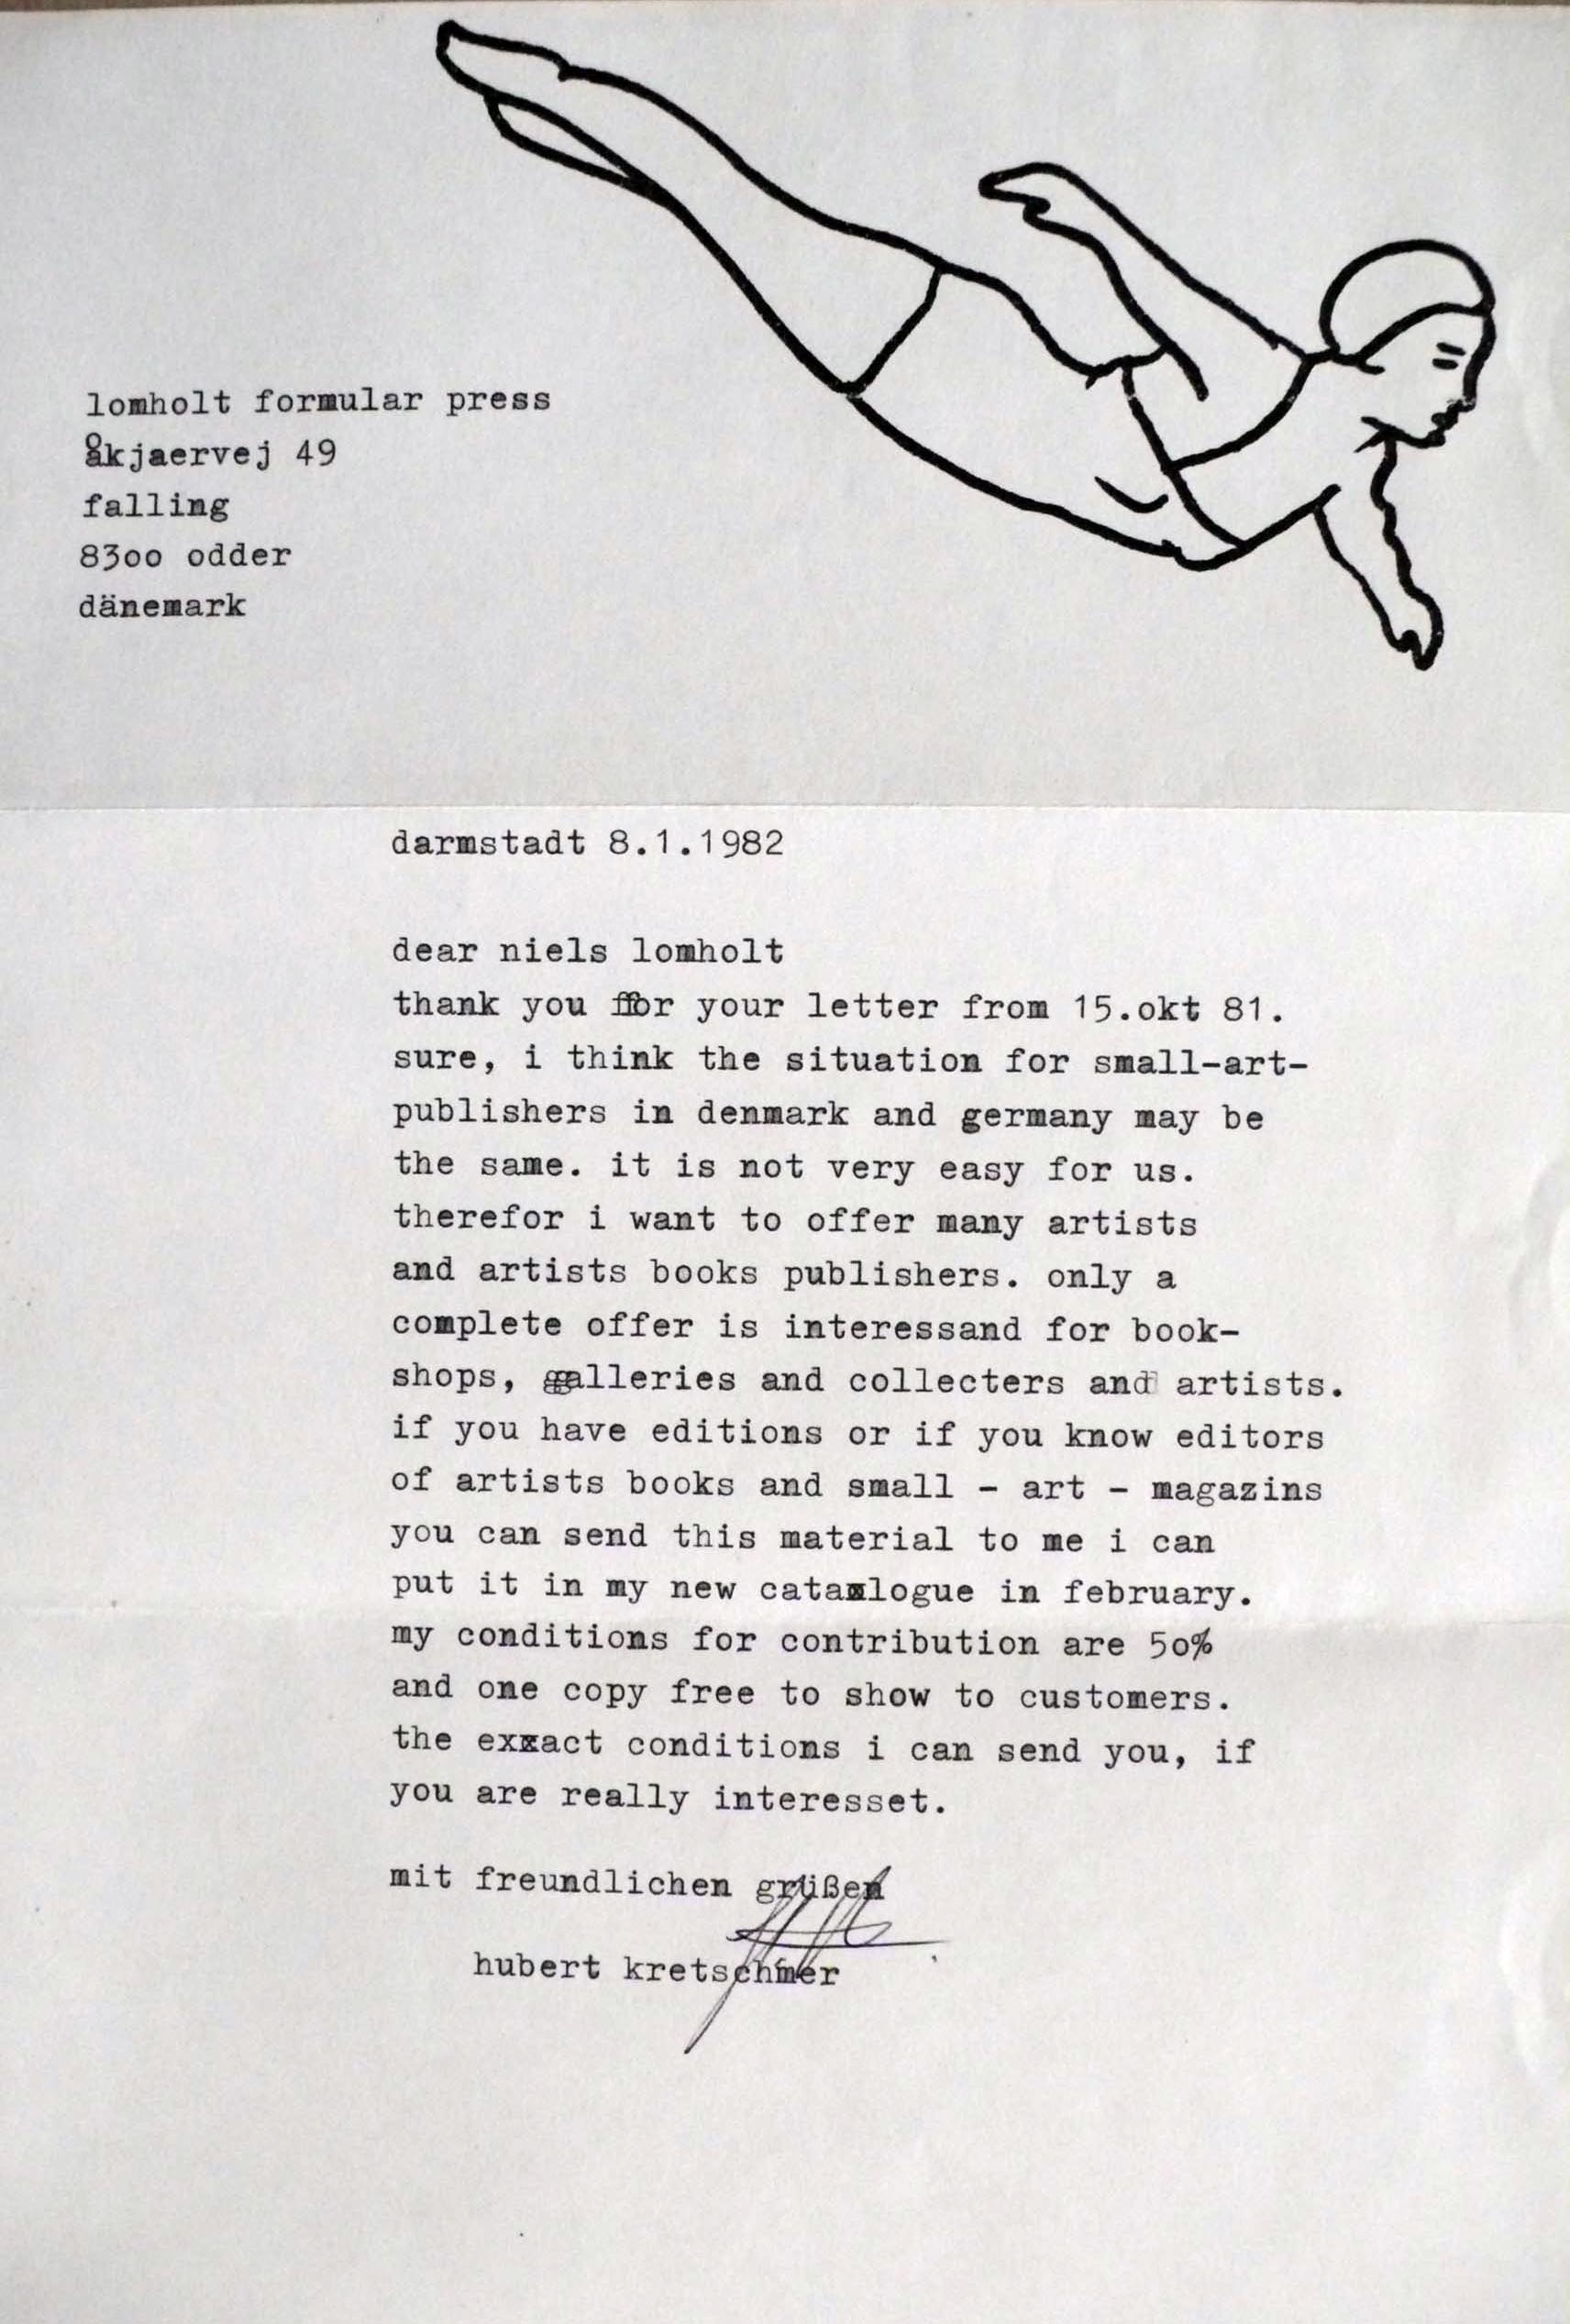 lomholt formular press
åkjaervej 49
falling
83oo odder
dänemark
darmstadt 8.1.1982
dear niels lomholt
thank you ffor your letter from 15.okt 81.
sure, i think the situation for small-art-
publishers in denmark and germany may be
the same. it is not very easy for us.
therefor i want to offer many artists
and artists books publishers. only a
complete offer is interessand for book-
shops, ggalleries and collecters and artists.
if you have editions or if you know editors
of artists books and small - art - magazins
you can send this material to me i can
put it in my new cataxlogue in february.
my conditions for contribution are 5o%
and one copy free to show to customers.
the exxact conditions i can send you, if
you are really interesset.
mit freundlichen grüßen
hubert kretschmer